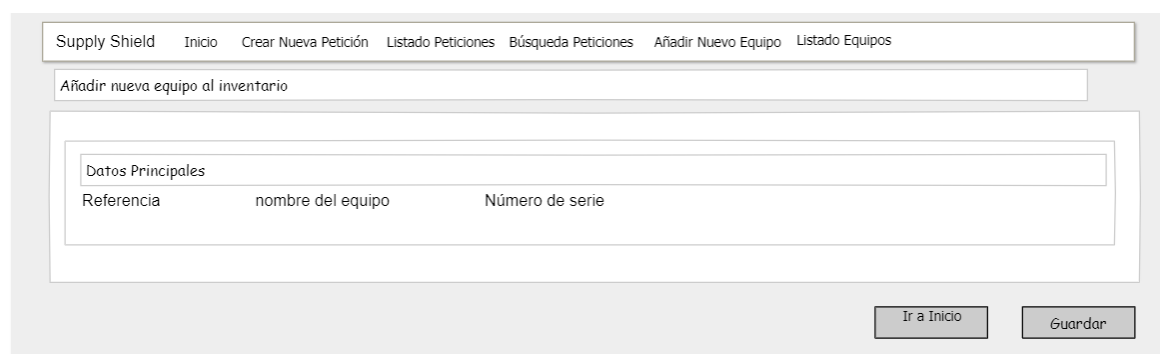 Supply Shield Inicio Crear Nueva Petición Listado Peticiones Búsqueda Peticiones Añadir Nuevo Equipo Listado Equipos
Añadir nueva equipo al inventario
Datos Principales
Referencia nombre del equipo Número de serie
Ir a Inicio Guardar